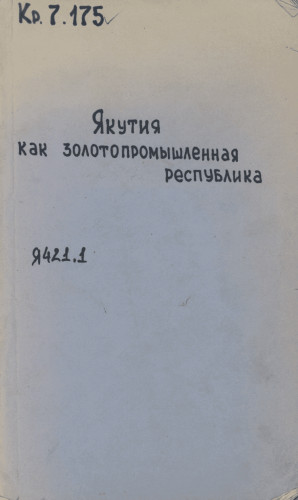 Кр.7.175
Якутия
как золотопромышленная
республика
Я421.1